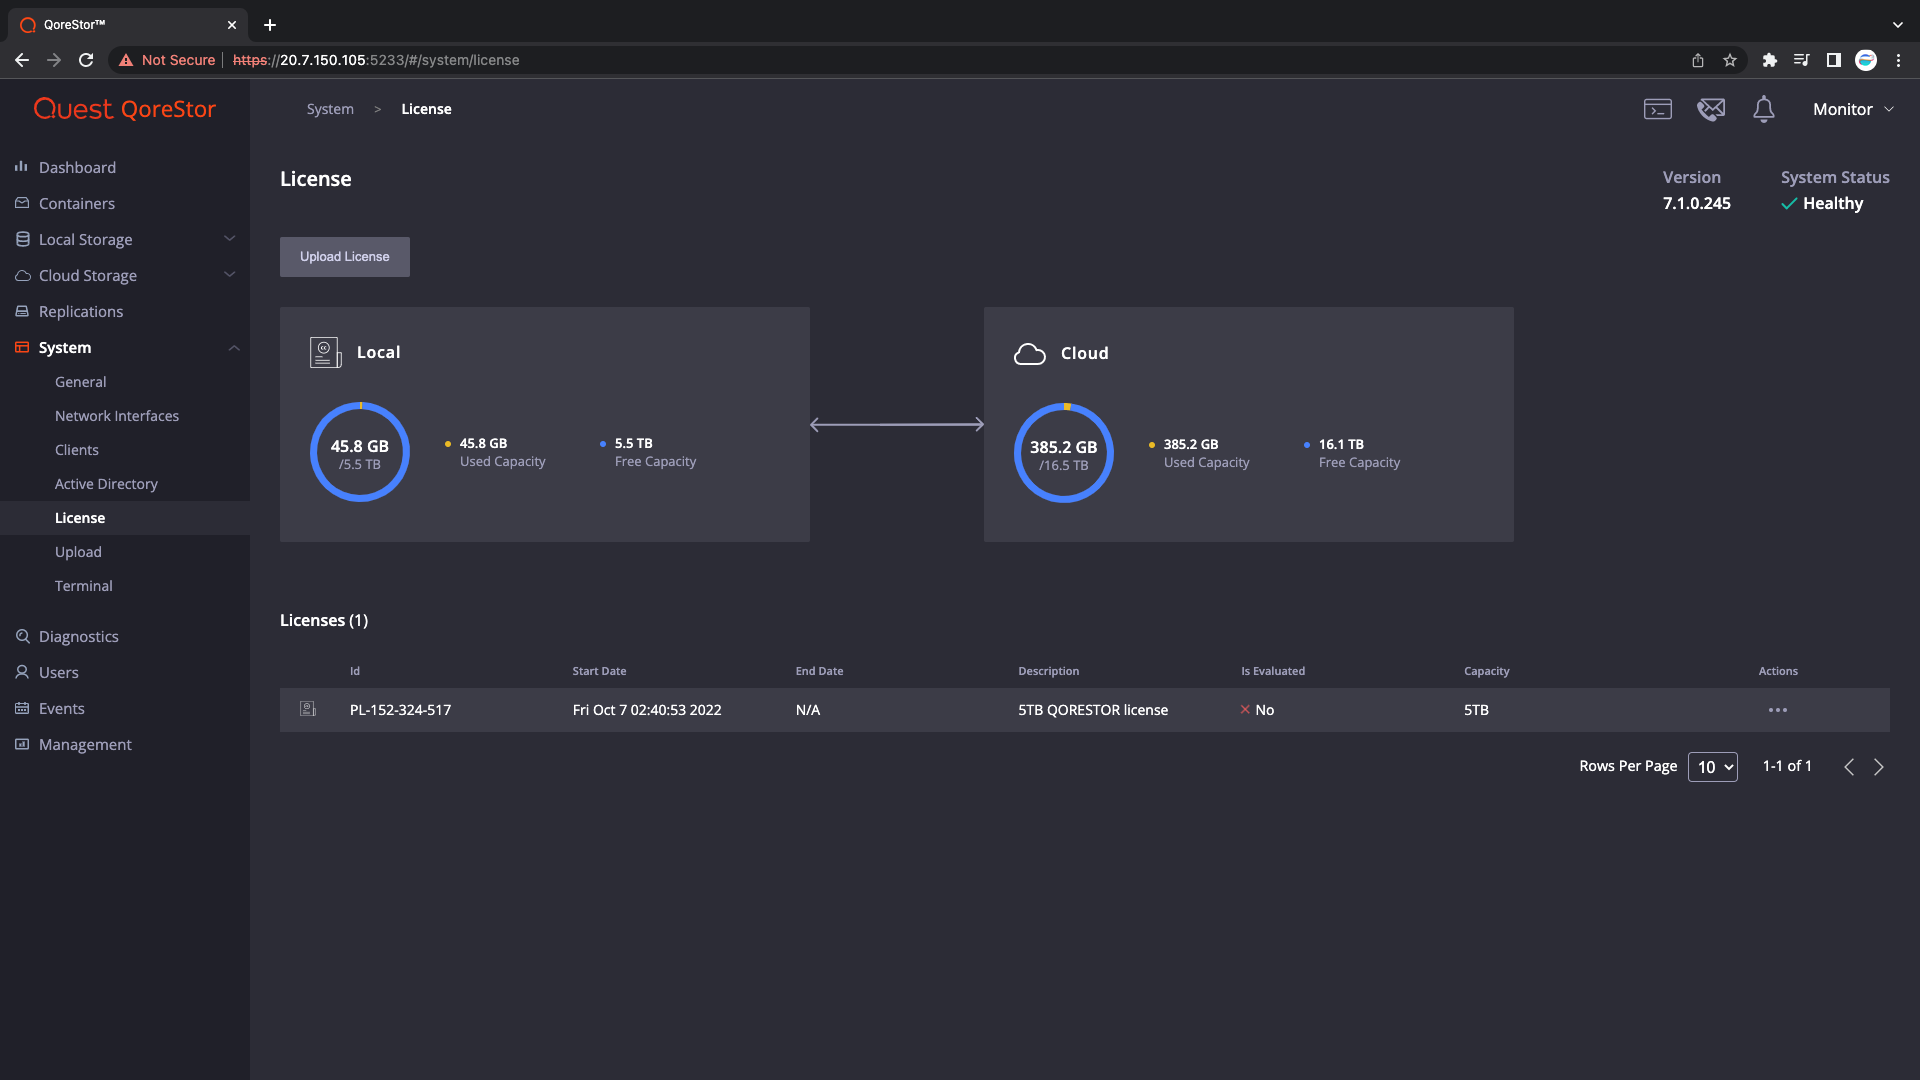 QoreStor™
Not Secure https://20.7.150.105:5233/#/system/license
Quest QoreStor
System > License
Monitor
Dashboard
Containers
Local Storage
Cloud Storage
Replications
System
General
Network Interfaces
Clients
Active Directory
License
Upload
Terminal
Diagnostics
Users
Events
Management
License
Version
7.1.0.245
System Status
Healthy
Upload License
Local
45.8 GB
/5.5 TB
45.8 GB
Used Capacity
5.5 TB
Free Capacity
Cloud
385.2 GB
/16.5 TB
385.2 GB
Used Capacity
16.1 TB
Free Capacity
Licenses (1)
Id Start Date End Date Description Is Evaluated Capacity Actions
PL-152-324-517 Fri Oct 7 02:40:53 2022 N/A 5TB QORESTOR license No 5TB
Rows Per Page 10 1-1 of 1